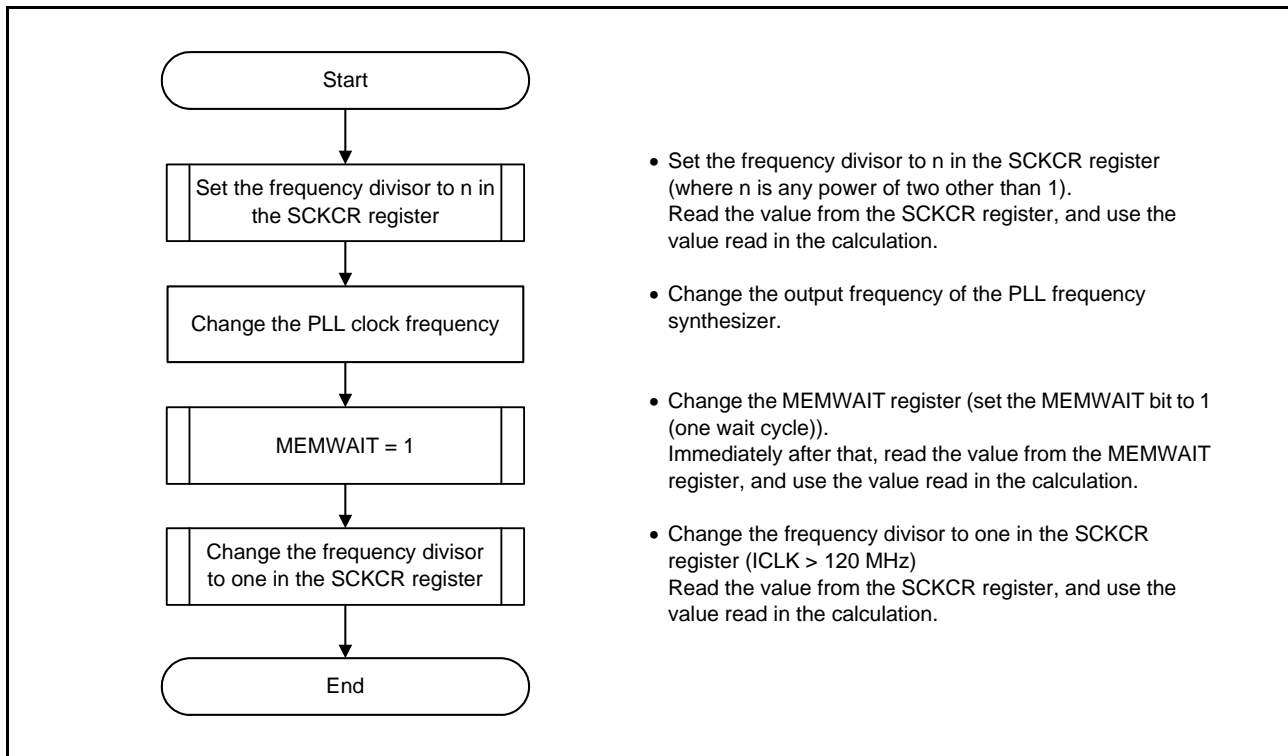 Start
Set the frequency divisor to n in
the SCKCR register
• Set the frequency divisor to n in the SCKCR register
(where n is any power of two other than 1).
Read the value from the SCKCR register, and use the
value read in the calculation.
Change the PLL clock frequency
• Change the output frequency of the PLL frequency
synthesizer.
MEMWAIT = 1
• Change the MEMWAIT register (set the MEMWAIT bit to 1
(one wait cycle)).
Immediately after that, read the value from the MEMWAIT
register, and use the value read in the calculation.
Change the frequency divisor
to one in the SCKCR register
• Change the frequency divisor to one in the SCKCR
register (ICLK > 120 MHz)
Read the value from the SCKCR register, and use the
value read in the calculation.
End